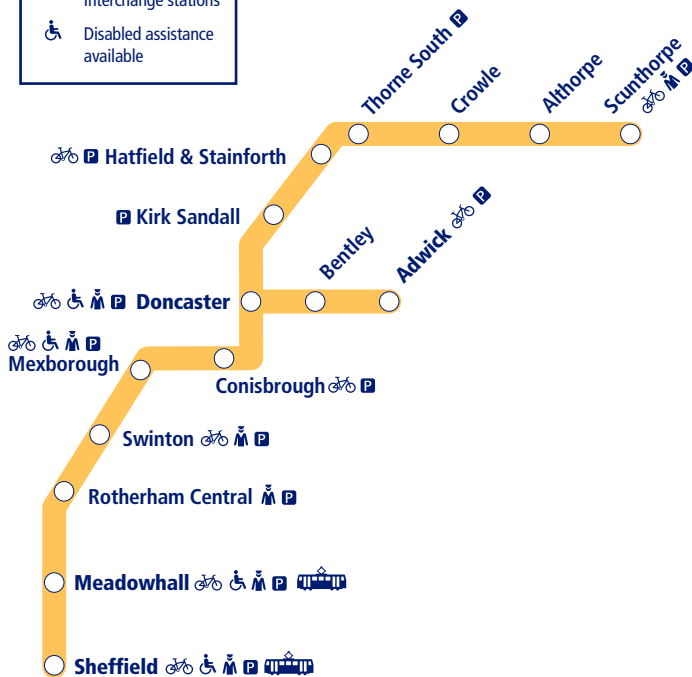 Interchange stations
Disabled assistance
available
Thorne South P
Crowle
Althorpe
Scunthorpe
P
P Hatfield & Stainforth
P Kirk Sandall
Bentley
Adwick P
P Doncaster
P
Mexborough
Conisbrough P
Swinton P
Rotherham Central P
Meadowhall P
Sheffield P